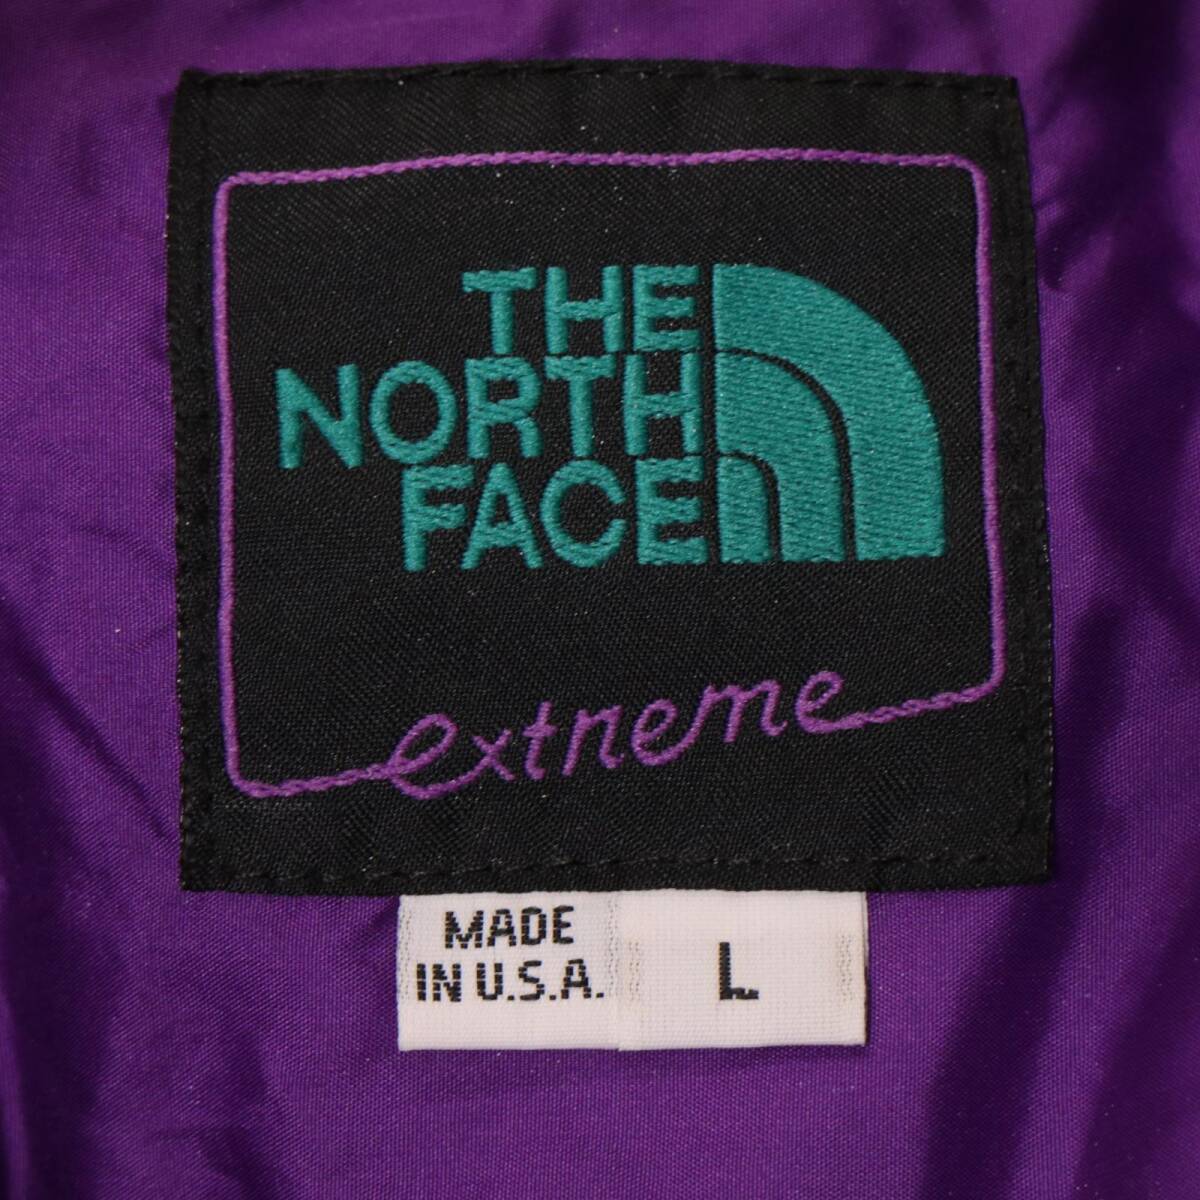 THE
NORTH
FACE
extreme
MADE
IN U.S.A.
L